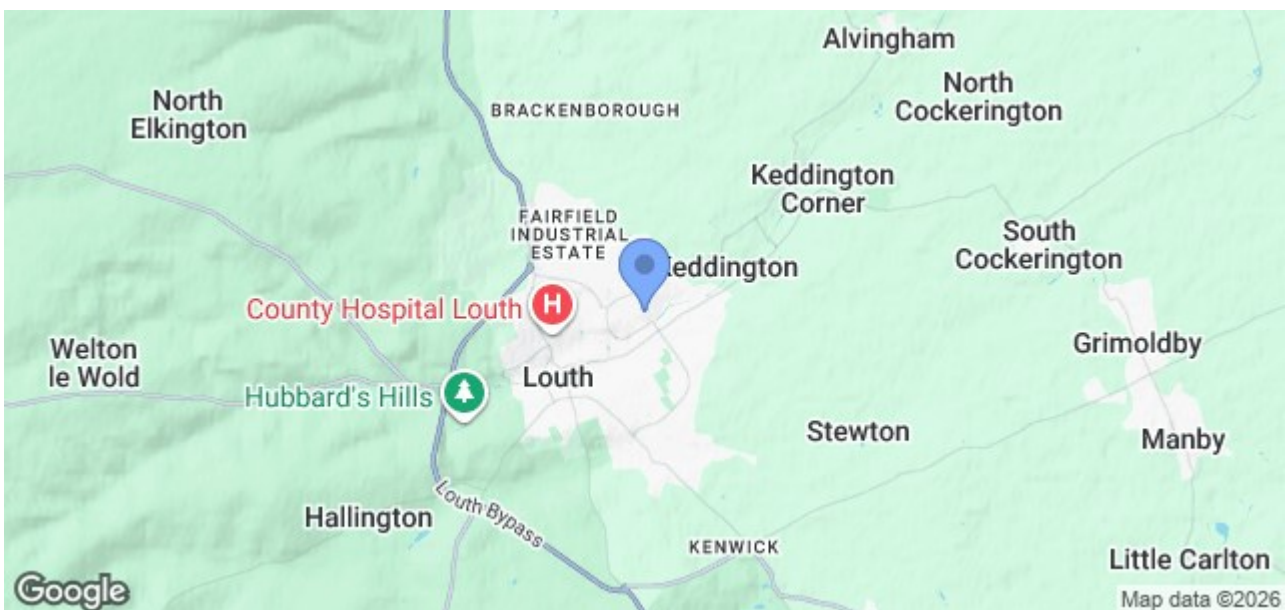 Alvingham
North
Elkington
BRACKENBOROUGH
North
Cockerington
Keddington
Corner
FAIRFIELD
INDUSTRIAL
ESTATE
South
Cockerington
Keddington
County Hospital Louth
H
Welton
le Wold
Grimoldby
Louth
Hubbard's Hills
Stewton
Manby
Louth Bypass
Hallington
KENWICK
Little Carlton
Google
Map data ©2026